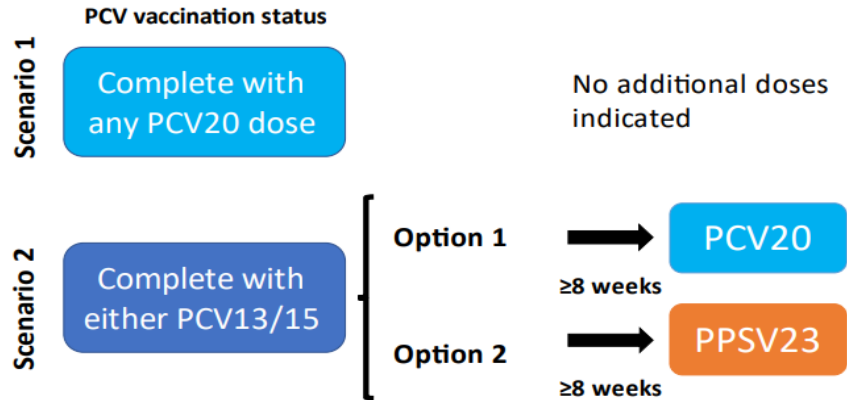 PCV vaccination status
Scenario 1
Complete with
any PCV20 dose
No additional doses
indicated
Scenario 2
Complete with
either PCV13/15
Option 1
≥8 weeks
PCV20
Option 2
≥8 weeks
PPSV23